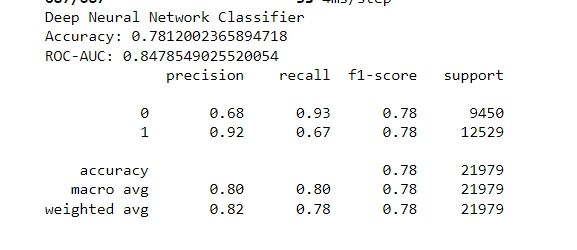 Deep Neural Network Classifier
Accuracy: 0.7812002365894718
ROC-AUC: 0.8478549025520054
precision recall f1-score support
0 0.68 0.93 0.78 9450
1 0.92 0.67 0.78 12529
accuracy 0.78 21979
macro avg 0.80 0.80 0.78 21979
weighted avg 0.82 0.78 0.78 21979